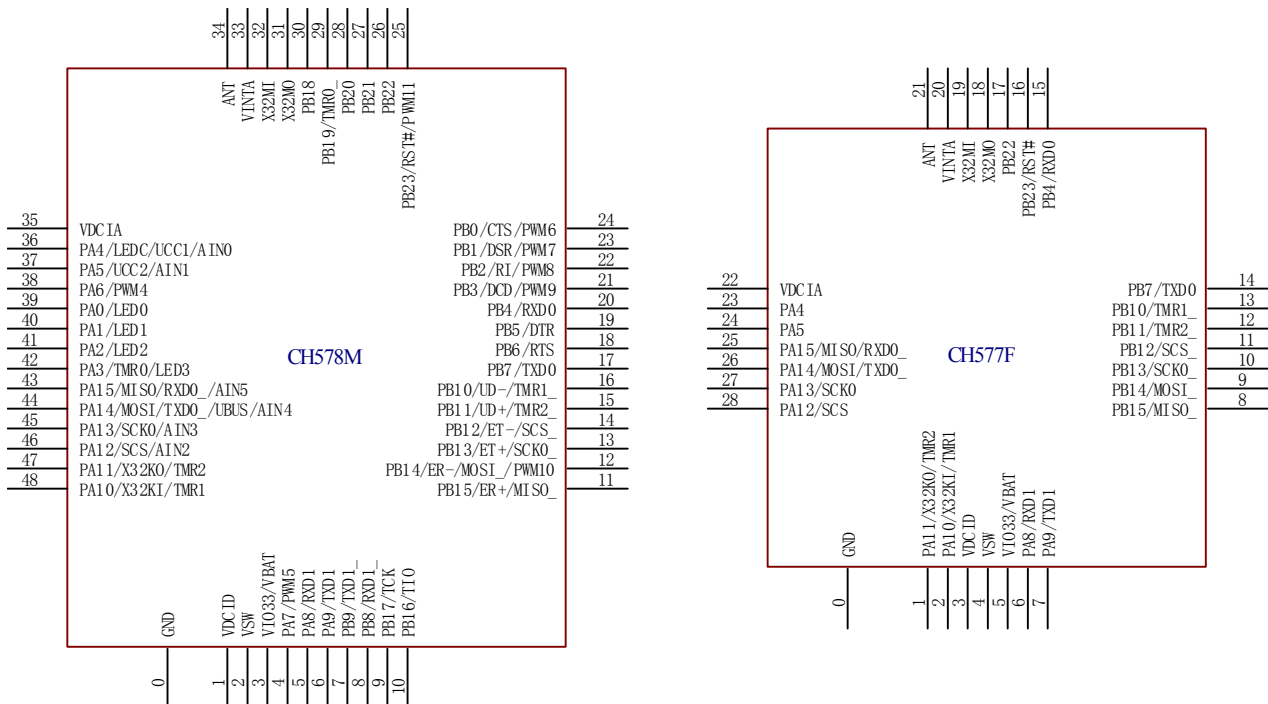 34
33
32
31
30
29
28
27
26
25
ANT
VINTA
X32MI
X32MO
PB18
PB19/TMR0_
PB20
PB21
PB22
PB23/RST#/PWM11
35
VDCIA
36
PA4/LEDC/UCC1/AIN0
37
PA5/UCC2/AIN1
38
PA6/PWM4
39
PA0/LED0
40
PA1/LED1
41
PA2/LED2
42
PA3/TMR0/LED3
43
PA15/MISO/RXD0_/AIN5
44
PA14/MOSI/TXD0_/UBUS/AIN4
45
PA13/SCK0/AIN3
46
PA12/SCS/AIN2
47
PA11/X32KO/TMR2
48
PA10/X32KI/TMR1
CH578M
PB0/CTS/PWM6
24
PB1/DSR/PWM7
23
PB2/RI/PWM8
22
PB3/DCD/PWM9
21
PB4/RXD0
20
PB5/DTR
19
PB6/RTS
18
PB7/TXD0
17
PB10/UD-/TMR1_
16
PB11/UD+/TMR2_
15
PB12/ET-/SCS_
14
PB13/ET+/SCK0_
13
PB14/ER-/MOSI_/PWM10
12
PB15/ER+/MISO_
11
GND
VDCID
VSW
VIO33/VBAT
PA7/PWM5
PA8/RXD1
PA9/TXD1
PB9/TXD1_
PB8/RXD1_
PB17/TCK
PB16/TIO
0
1
2
3
4
5
6
7
8
9
10
21
20
19
18
17
16
15
ANT
VINTA
X32MI
X32MO
PB22
PB23/RST#
PB4/RXD0
22
VDCIA
23
PA4
24
PA5
25
PA15/MISO/RXD0_
26
PA14/MOSI/TXD0_
27
PA13/SCK0
28
PA12/SCS
CH577F
PB7/TXD0
14
PB10/TMR1_
13
PB11/TMR2_
12
PB12/SCS_
11
PB13/SCK0_
10
PB14/MOSI_
9
PB15/MISO_
8
GND
PA11/X32KO/TMR2
PA10/X32KI/TMR1
VDCID
VSW
VIO33/VBAT
PA8/RXD1
PA9/TXD1
0
1
2
3
4
5
6
7